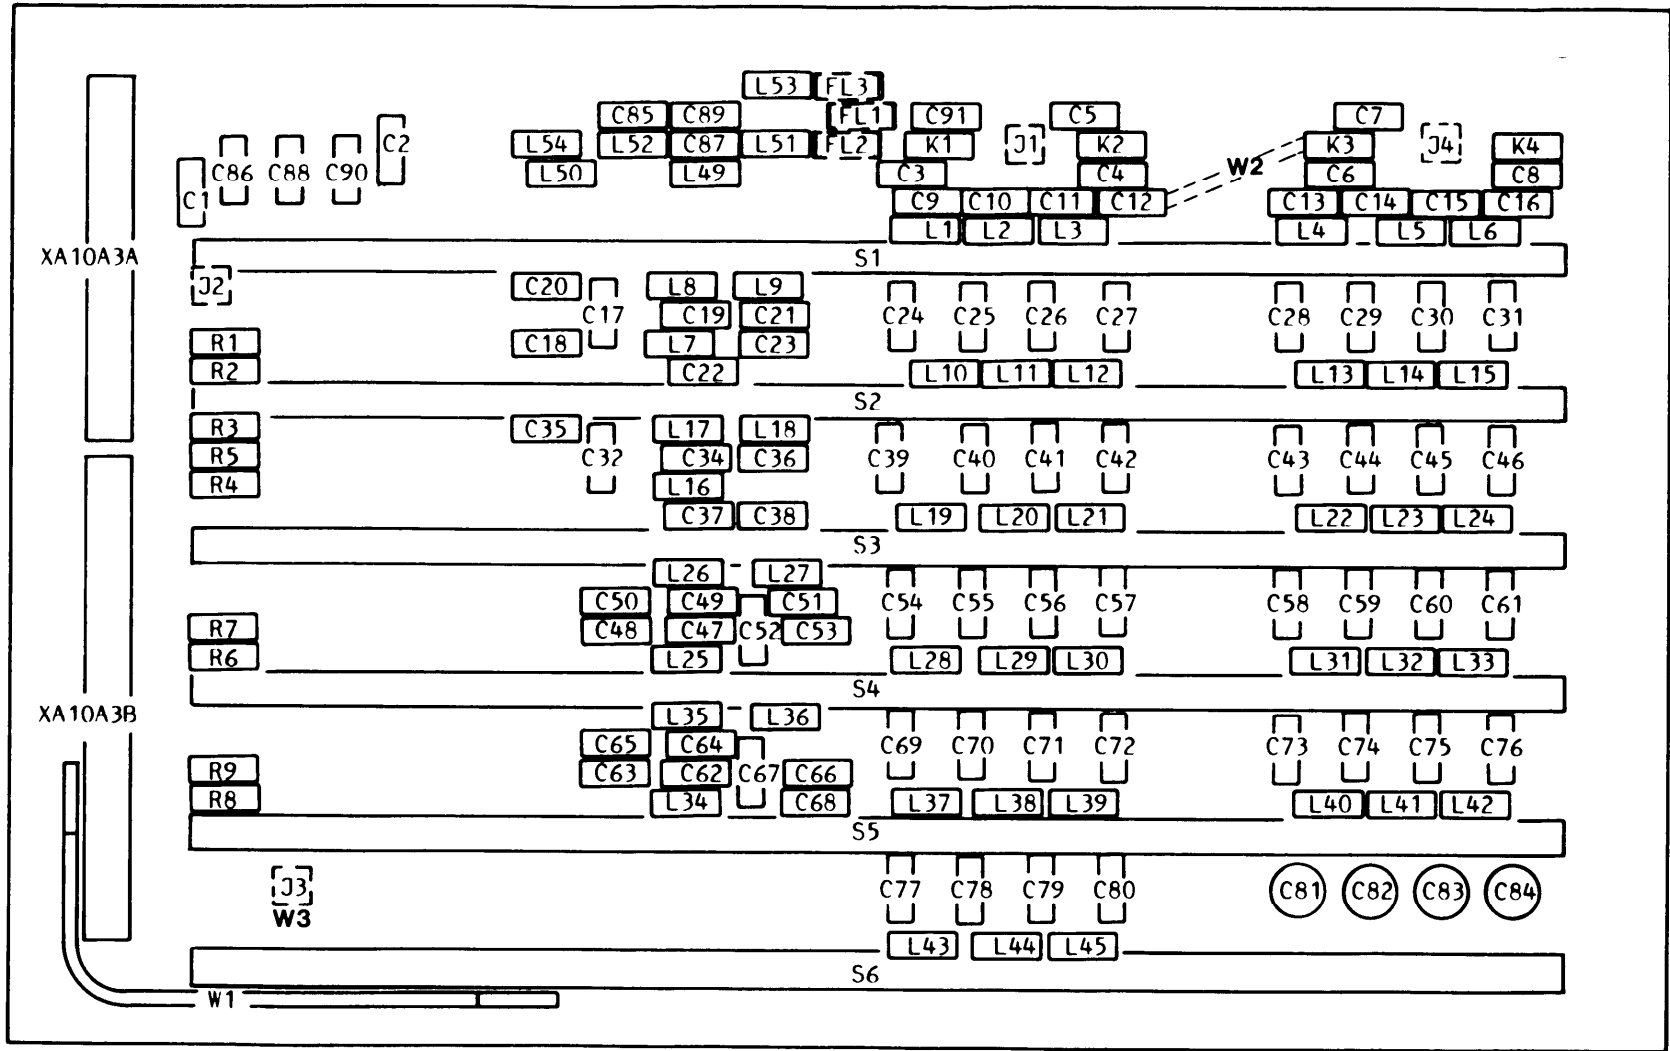 L53 FL3
C85 C89 FL1 C91 C5 C7
C2 L54 L52 C87 L51 FL2 K1 J1 K2 K3 J4 K4
C86 C88 C90 L50 L49 C3 C4 W2 C6 C8
C1 C9 C10 C11 C12 C13 C14 C15 C16
L1 L2 L3 L4 L5 L6
XA10A3A S1
J2 C20 L8 L9
C17 C19 C21 C24 C25 C26 C27 C28 C29 C30 C31
R1 C18 L7 C23
R2 C22 L10 L11 L12 L13 L14 L15
S2
R3 C35 L17 L18
R5 C32 C34 C36 C39 C40 C41 C42 C43 C44 C45 C46
R4 L16
C37 C38 L19 L20 L21 L22 L23 L24
S3
L26 L27
C50 C49 C51 C54 C55 C56 C57 C58 C59 C60 C61
R7 C48 C47 C52 C53
R6 L25 L28 L29 L30 L31 L32 L33
S4
XA10A3B L35 L36
C65 C64 C69 C70 C71 C72 C73 C74 C75 C76
R9 C63 C62 C67 C66
R8 L34 C68 L37 L38 L39 L40 L41 L42
S5
J3 C77 C78 C79 C80 C81 C82 C83 C84
W3
L43 L44 L45
S6
W1